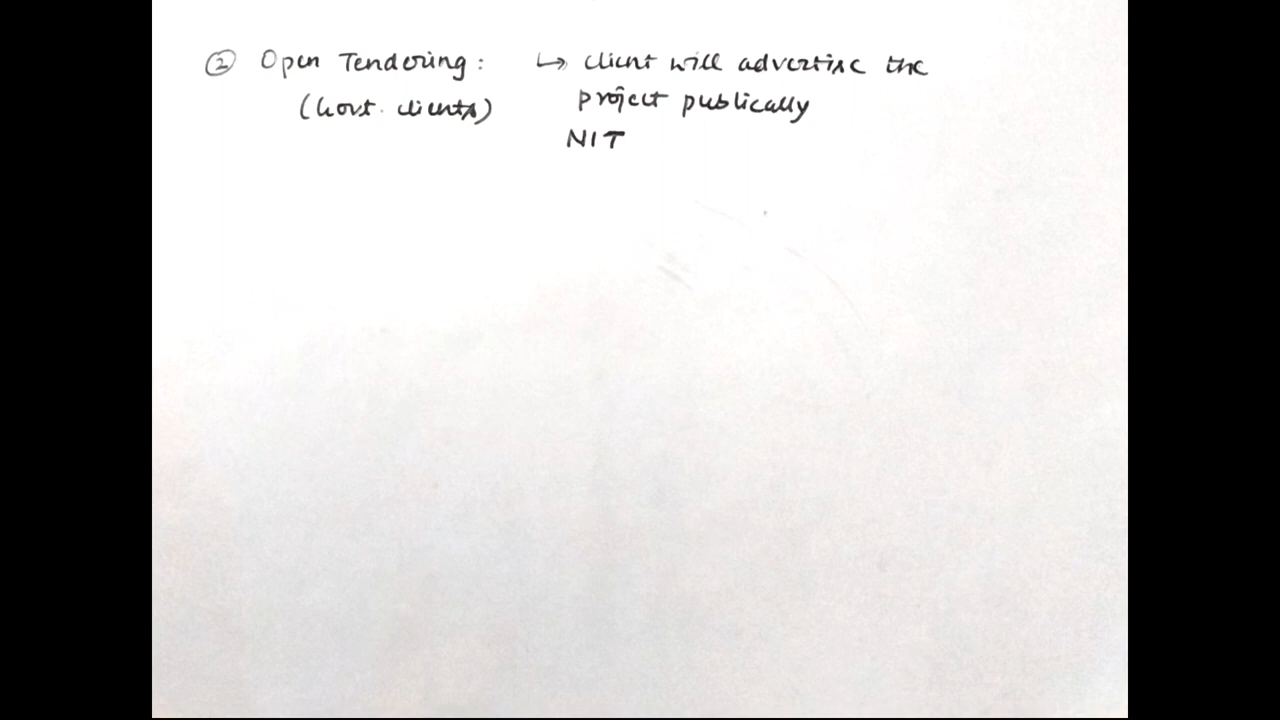 ② Open Tendering : ↳ client will advertise the
(Govt. clients) project publically
NIT